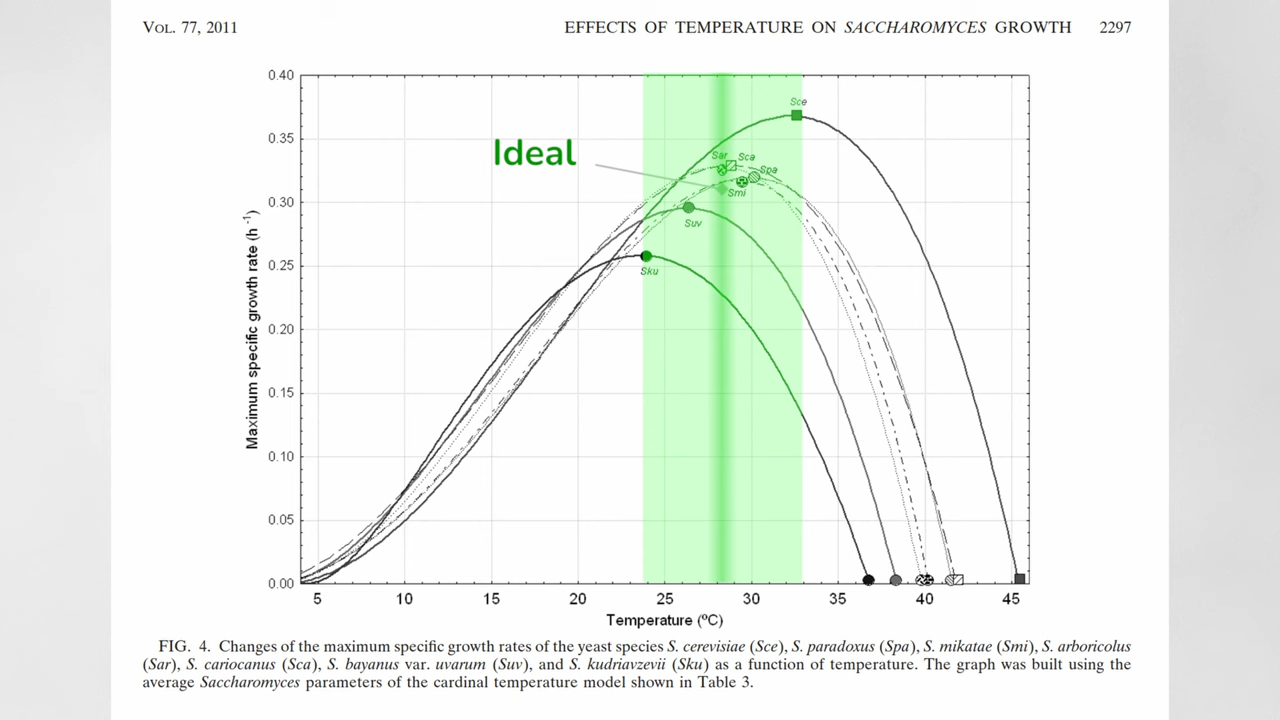 VOL. 77, 2011 EFFECTS OF TEMPERATURE ON SACCHAROMYCES GROWTH 2297
0.40
Sce
0.35
Ideal
Sar Sca
Spa
Smi
0.30
Suv
0.25
Sku
0.20
0.15
0.10
0.05
0.00
Maximum specific growth rate (h -1)
5 10 15 20 25 30 35 40 45
Temperature (ºC)
FIG. 4. Changes of the maximum specific growth rates of the yeast species S. cerevisiae (Sce), S. paradoxus (Spa), S. mikatae (Smi), S. arboricolus
(Sar), S. cariocanus (Sca), S. bayanus var. uvarum (Suv), and S. kudriavzevii (Sku) as a function of temperature. The graph was built using the
average Saccharomyces parameters of the cardinal temperature model shown in Table 3.